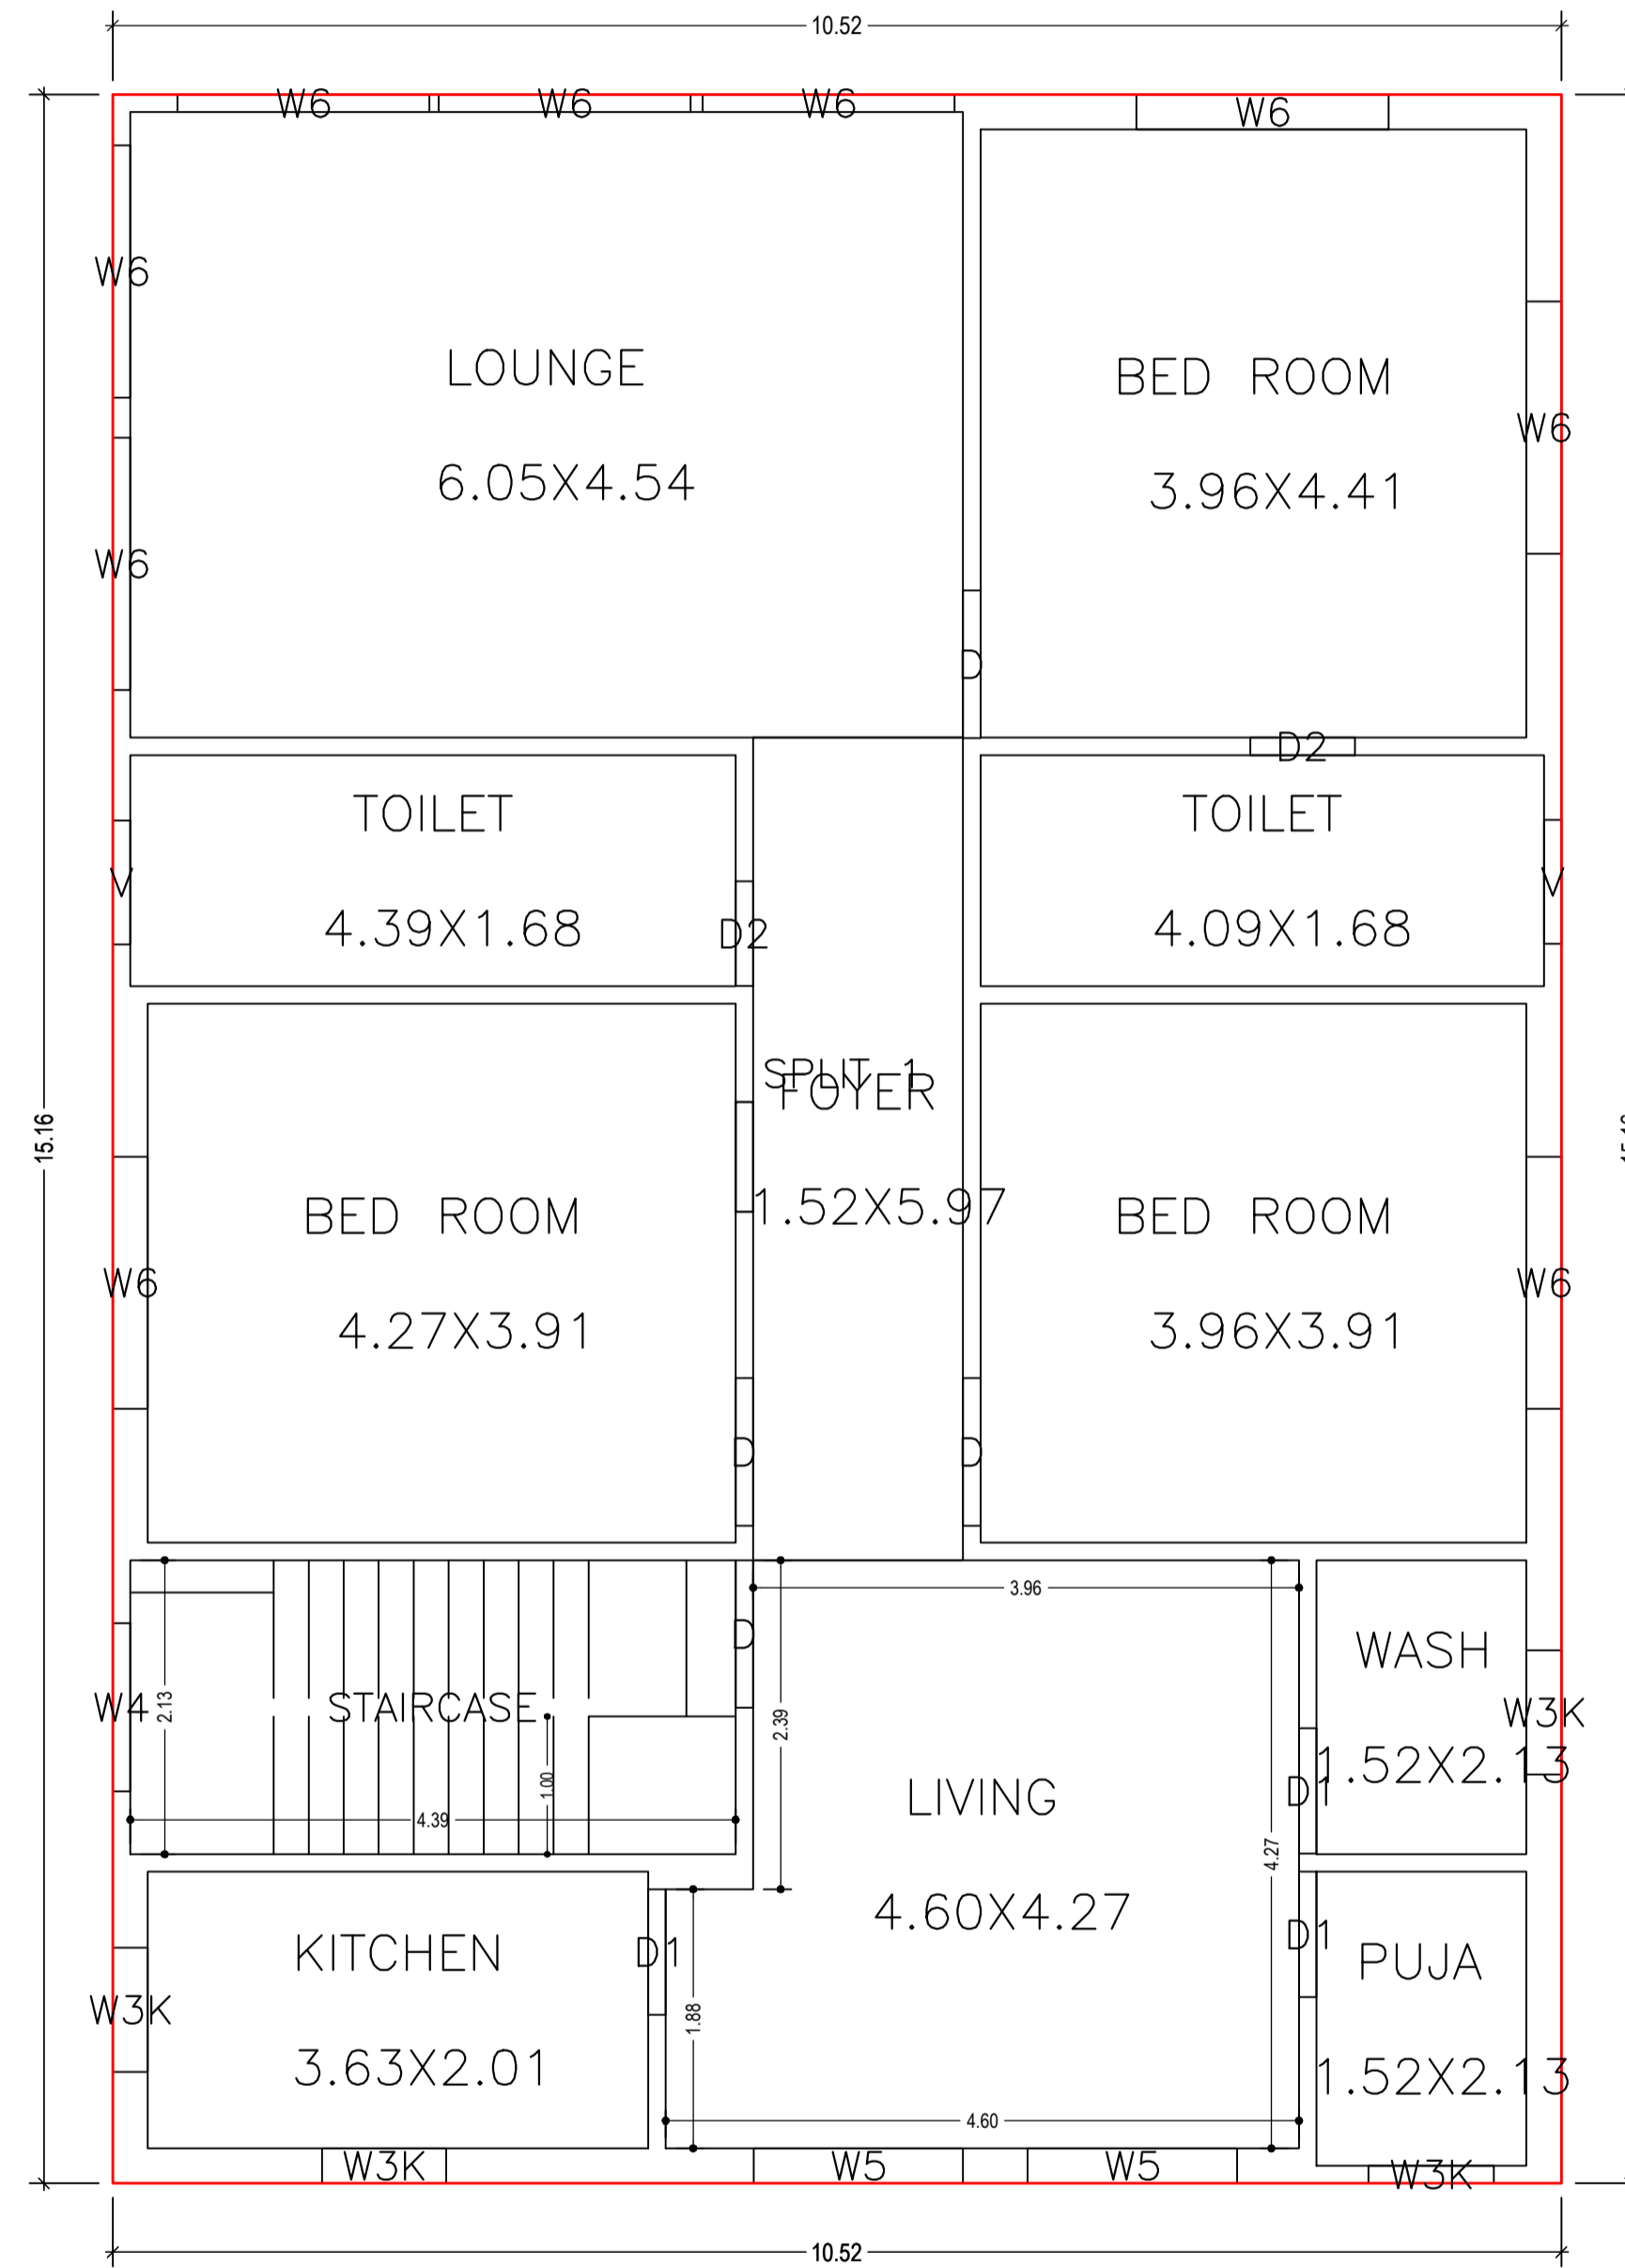 10.52
W6
W6
W6
W6
W6
LOUNGE
BED ROOM
W6
6.05X4.54
3.96X4.41
W6
D
D2
TOILET
TOILET
V
V
4.39X1.68
D2
4.09X1.68
SPLIT 1
FOYER
15.16
1.52X5.97
BED ROOM
BED ROOM
W6
W6
4.27X3.91
3.96X3.91
D
D
3.96
D
WASH
W4
2.13
STAIRCASE
2.39
W3K
1.52X2.13
1.00
D1
LIVING
4.39
4.27
4.60X4.27
KITCHEN
D1
D1
PUJA
W3K
1.88
3.63X2.01
1.52X2.13
4.60
W3K
W5
W5
W3K
10.52